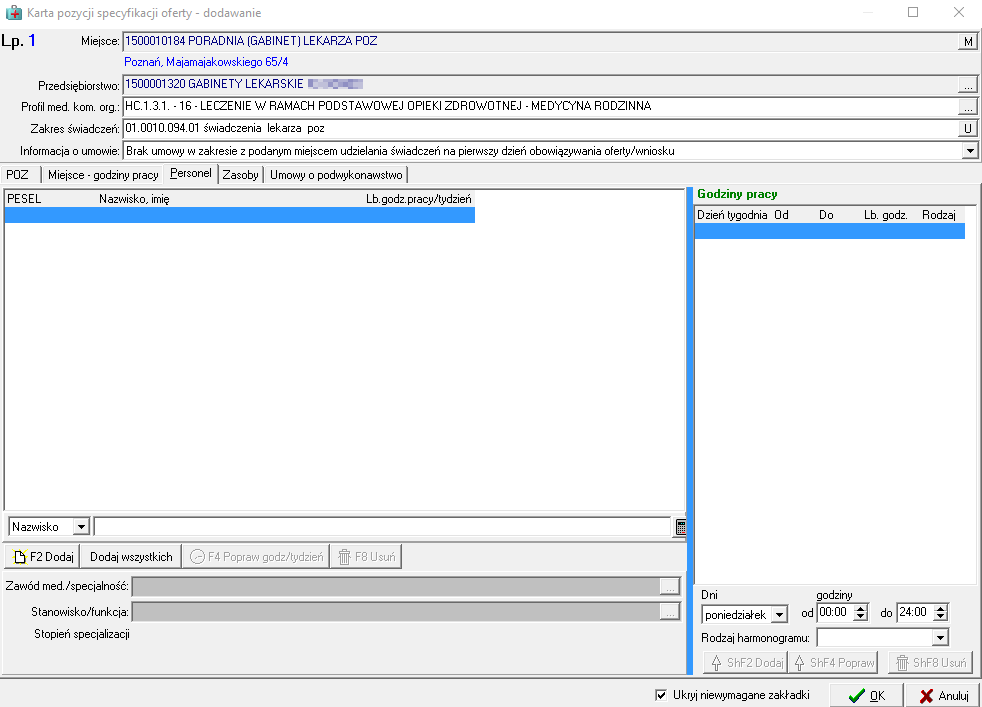 Karta pozycji specyfikacji oferty - dodawanie
Lp. 1
Miejsce: 1500010184 PORADNIA (GABINET) LEKARZA POZ M
Poznań, Majamajakowskiego 65/4
Przedsiębiorstwo: 1500001320 GABINETY LEKARSKIE ...
Profil med. kom. org.: HC.1.3.1. - 16 - LECZENIE W RAMACH PODSTAWOWEJ OPIEKI ZDROWOTNEJ - MEDYCYNA RODZINNA ...
Zakres świadczeń: 01.0010.094.01 świadczenia lekarza poz U
Informacja o umowie: Brak umowy w zakresie z podanym miejscem udzielania świadczeń na pierwszy dzień obowiązywania oferty/wniosku
POZ Miejsce - godziny pracy Personel Zasoby Umowy o podwykonawstwo
PESEL Nazwisko, imię Lb.godz.pracy/tydzień
Nazwisko
F2 Dodaj Dodaj wszystkich F4 Popraw godz/tydzień F8 Usuń
Zawód med./specjalność: ...
Stanowisko/funkcja: ...
Stopień specjalizacji
Godziny pracy
Dzień tygodnia Od Do Lb. godz. Rodzaj
Dni godziny
poniedziałek od 00:00 do 24:00
Rodzaj harmonogramu:
ShF2 Dodaj ShF4 Popraw ShF8 Usuń
Ukryj niewymagane zakładki OK Anuluj